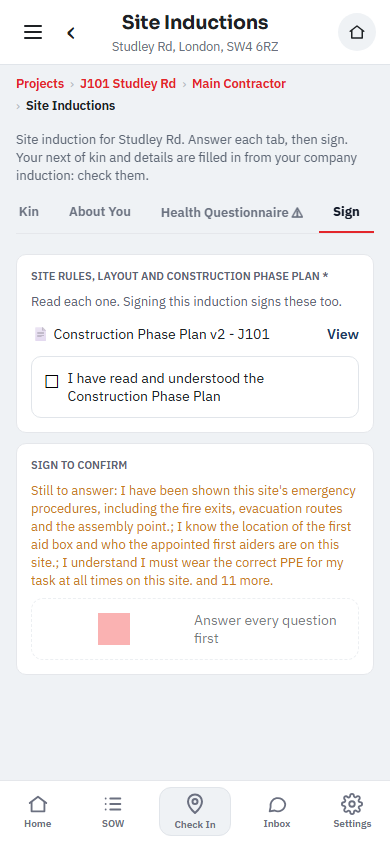 Site Inductions
Studley Rd, London, SW4 6RZ
Projects › J101 Studley Rd › Main Contractor
› Site Inductions
Site induction for Studley Rd. Answer each tab, then sign.
Your next of kin and details are filled in from your company
induction: check them.
Kin About You Health Questionnaire ⚠ Sign
SITE RULES, LAYOUT AND CONSTRUCTION PHASE PLAN *
Read each one. Signing this induction signs these too.
Construction Phase Plan v2 - J101 View
I have read and understood the
Construction Phase Plan
SIGN TO CONFIRM
Still to answer: I have been shown this site's emergency
procedures, including the fire exits, evacuation routes
and the assembly point.; I know the location of the first
aid box and who the appointed first aiders are on this
site.; I understand I must wear the correct PPE for my
task at all times on this site. and 11 more.
Answer every question
first
Home SOW Check In Inbox Settings